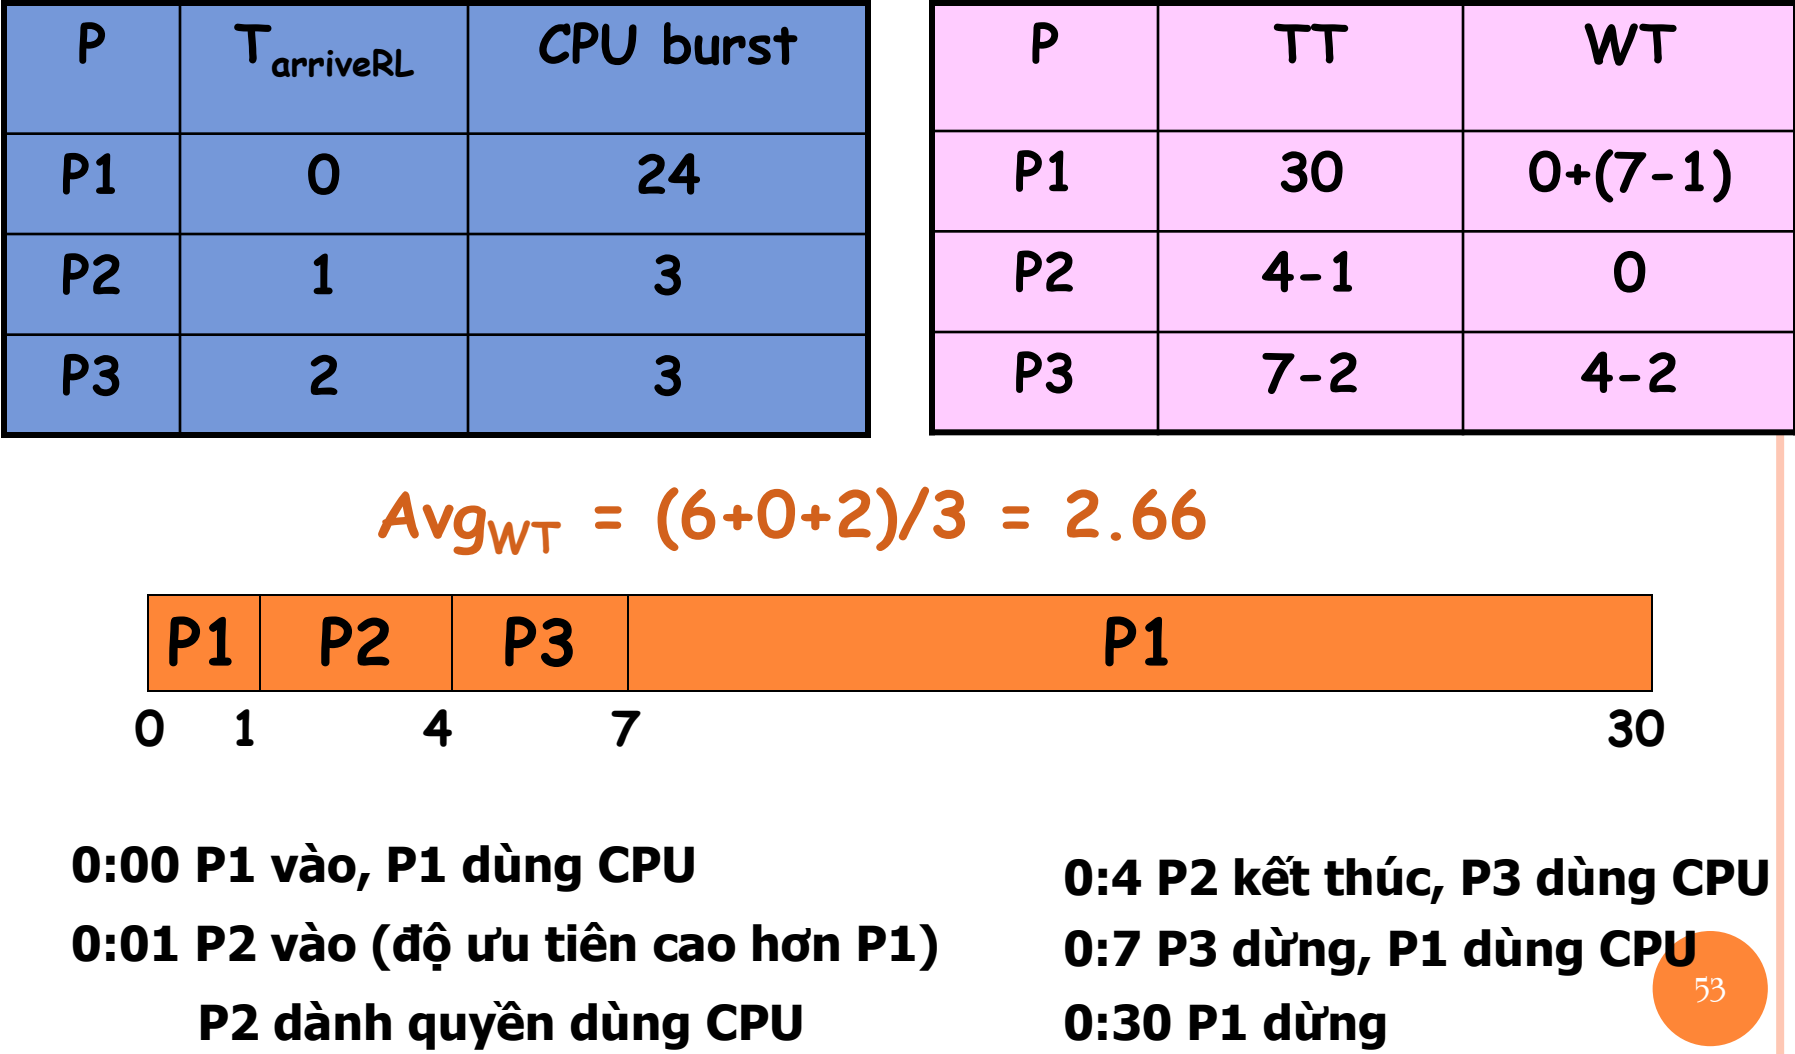 P T arriveRL CPU burst
P1 0 24
P2 1 3
P3 2 3
P TT WT
P1 30 0+(7-1)
P2 4-1 0
P3 7-2 4-2
Avg WT = (6+0+2)/3 = 2.66
P1 P2 P3 P1
0 1 4 7 30
0:00 P1 vào, P1 dùng CPU
0:01 P2 vào (độ ưu tiên cao hơn P1)
P2 dành quyền dùng CPU
0:4 P2 kết thúc, P3 dùng CPU
0:7 P3 dừng, P1 dùng CPU
0:30 P1 dừng
53